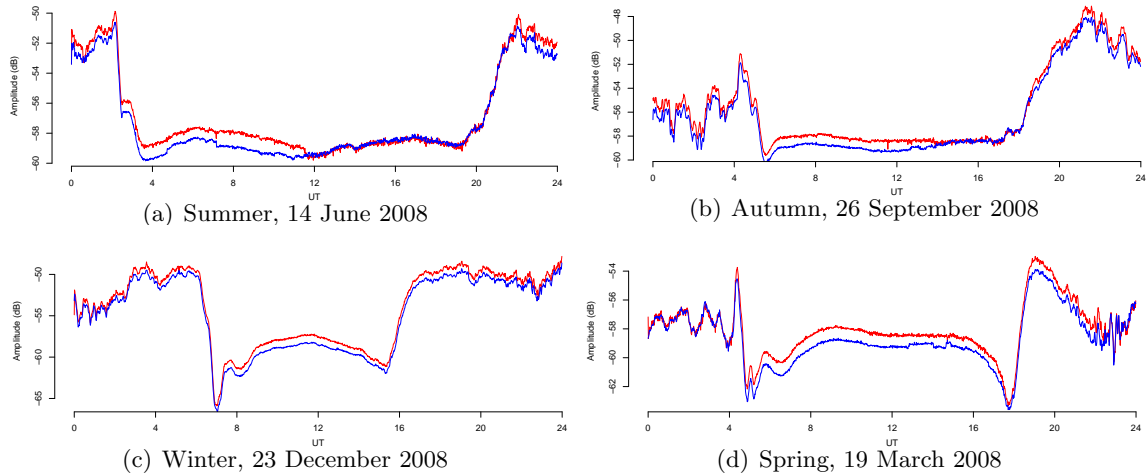 Amplitude (dB)
-50
-52
-54
-56
-58
-60
0 4 8 12 16 20 24
UT
(a) Summer, 14 June 2008
Amplitude (dB)
-48
-50
-52
-54
-56
-58
-60
0 4 8 12 16 20 24
UT
(b) Autumn, 26 September 2008
Amplitude (dB)
-50
-55
-60
-65
0 4 8 12 16 20 24
UT
(c) Winter, 23 December 2008
Amplitude (dB)
-54
-56
-58
-60
-62
0 4 8 12 16 20 24
UT
(d) Spring, 19 March 2008